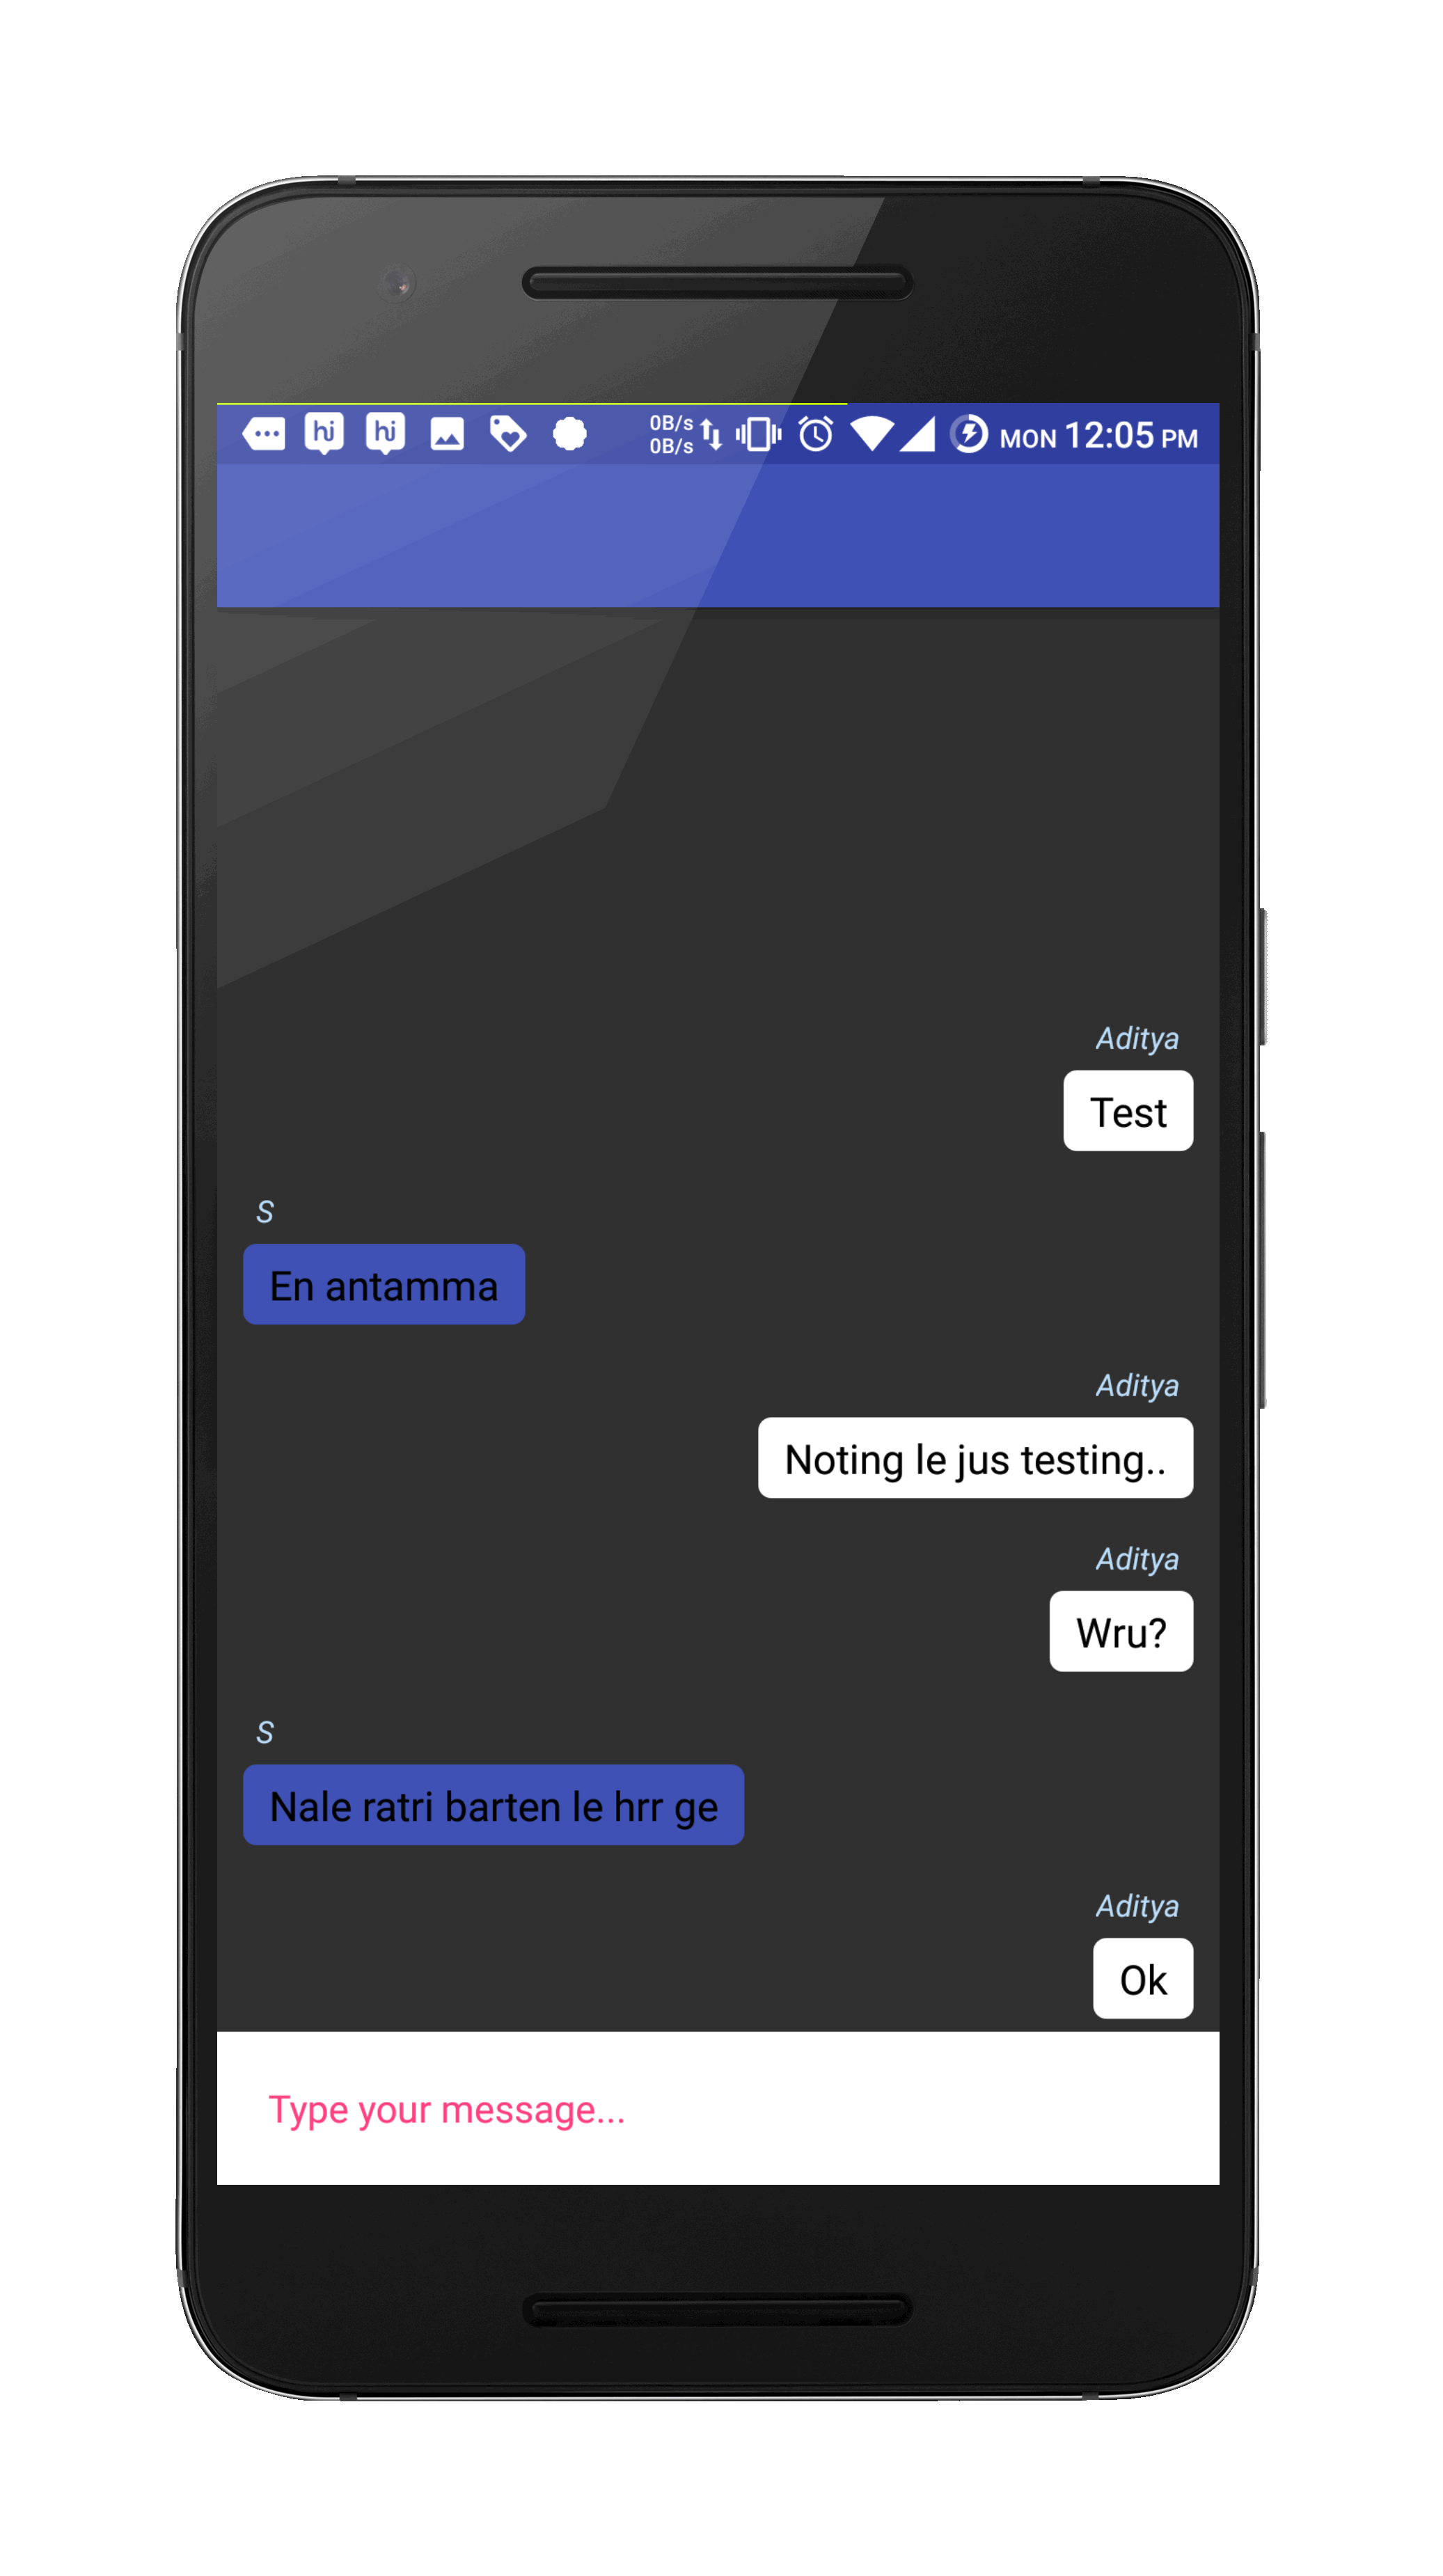 hi hi 0B/s MON 12:05 PM
0B/s
Aditya
Test
S
En antamma
Aditya
Noting le jus testing..
Aditya
Wru?
S
Nale ratri barten le hrr ge
Aditya
Ok
Type your message...